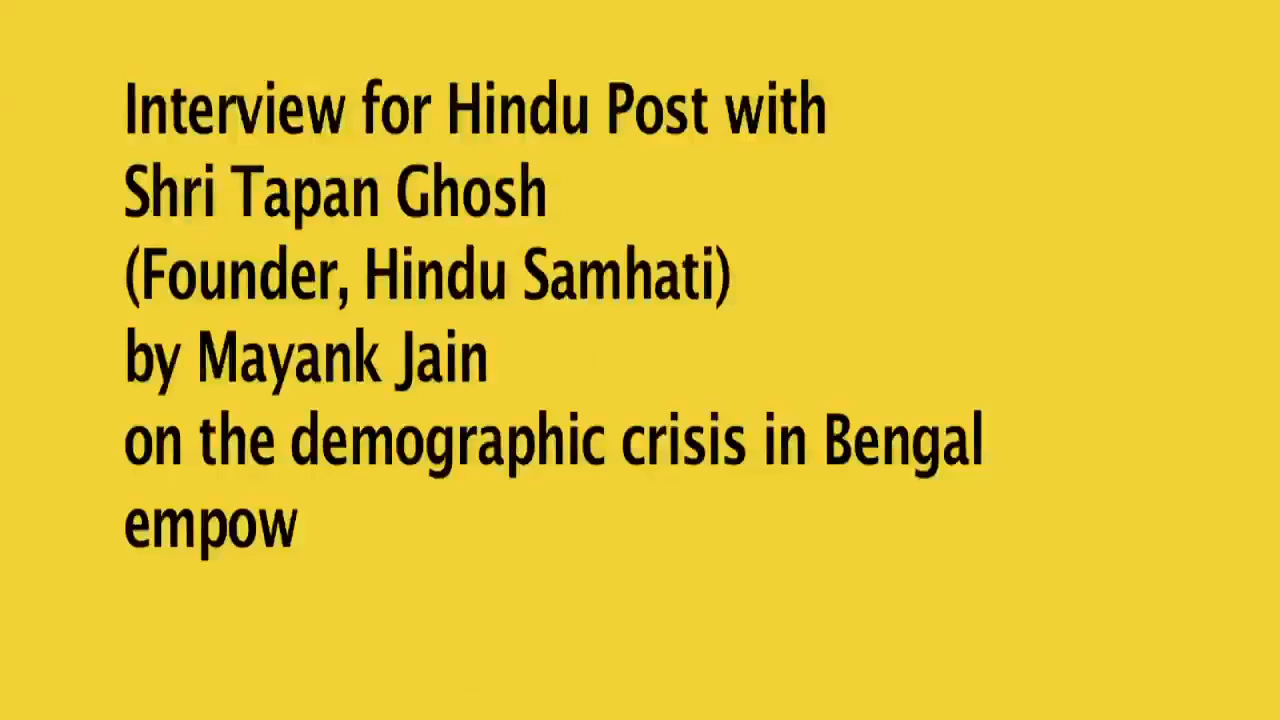 Interview for Hindu Post with
Shri Tapan Ghosh
(Founder, Hindu Samhati)
by Mayank Jain
on the demographic crisis in Bengal
empow